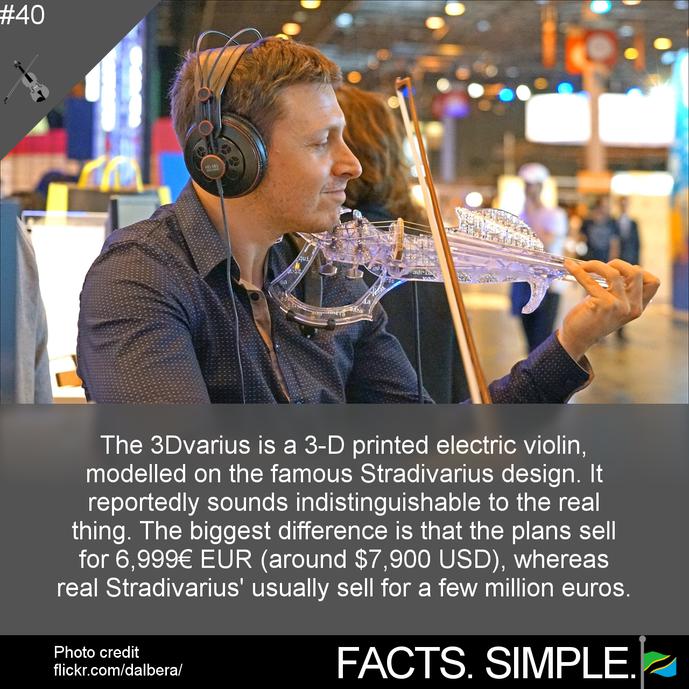 #40
The 3Dvarius is a 3-D printed electric violin,
modelled on the famous Stradivarius design. It
reportedly sounds indistinguishable to the real
thing. The biggest difference is that the plans sell
for 6,999€ EUR (around $7,900 USD), whereas
real Stradivarius' usually sell for a few million euros.
Photo credit
flickr.com/dalbera/
FACTS. SIMPLE.